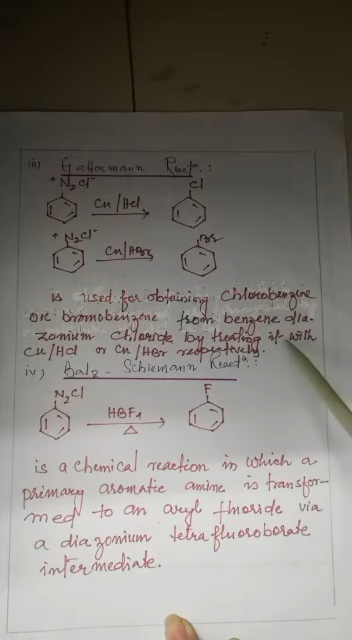 iii) Gattermann React^n.:
+ N2Cl- Cl
Cu/HCl
+ N2Cl- Br
Cu/HBr
is used for obtaining Chlorobenzene
or bromobenzene from benzene dia-
zonium chloride by treating it with
Cu/HCl or Cu/HBr respectively.
iv) Balz-Schiemann React^n.:
N2Cl F
HBF4
△
is a chemical reaction in which a
primary aromatic amine is transfor-
med to an aryl fluoride via
a diazonium tetrafluoroborate
intermediate.